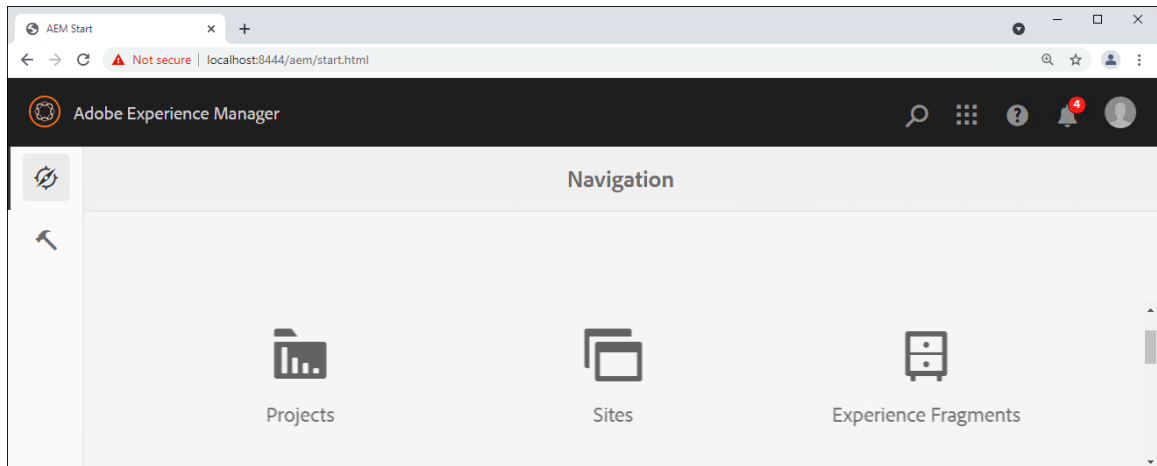 AEM Start
Not secure | localhost:8444/aem/start.html
Adobe Experience Manager
4
Navigation
Projects
Sites
Experience Fragments